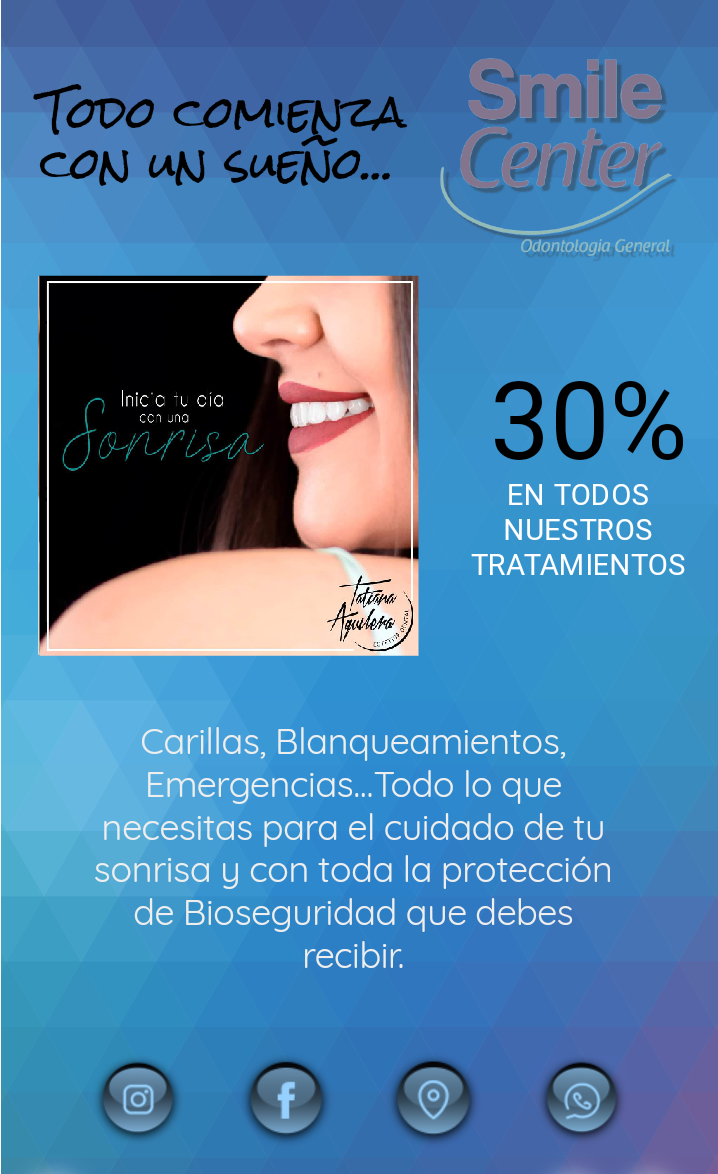 Todo comienza
con un sueño...
Smile
Center
Odontologia General
Inicia tu día
con una
Sonrisa
Tatiana
Aguilera
30%
EN TODOS
NUESTROS
TRATAMIENTOS
Carillas, Blanqueamientos,
Emergencias...Todo lo que
necesitas para el cuidado de tu
sonrisa y con toda la protección
de Bioseguridad que debes
recibir.